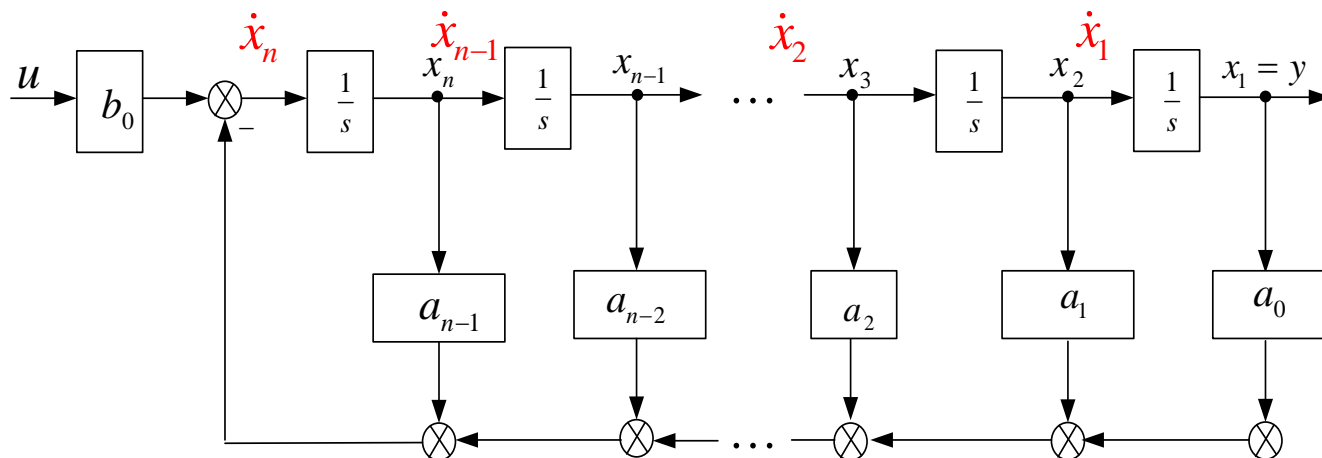 ẋₙ ẋₙ₋₁ ẋ₂ ẋ₁
u xₙ xₙ₋₁ x₃ x₂ x₁ = y
b₀ − 1/s 1/s … 1/s 1/s
aₙ₋₁ aₙ₋₂ a₂ a₁ a₀
…